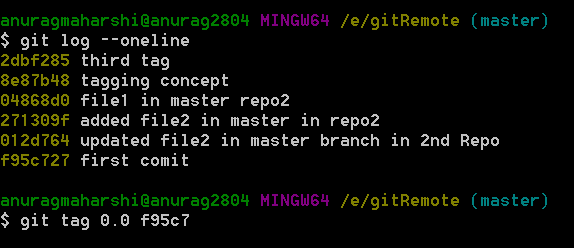 anuragmaharshi@anurag2804 MINGW64 /e/gitRemote (master)
$ git log --oneline
2dbf285 third tag
8e87b48 tagging concept
04868d0 file1 in master repo2
271309f added file2 in master in repo2
012d764 updated file2 in master branch in 2nd Repo
f95c727 first comit
anuragmaharshi@anurag2804 MINGW64 /e/gitRemote (master)
$ git tag 0.0 f95c7